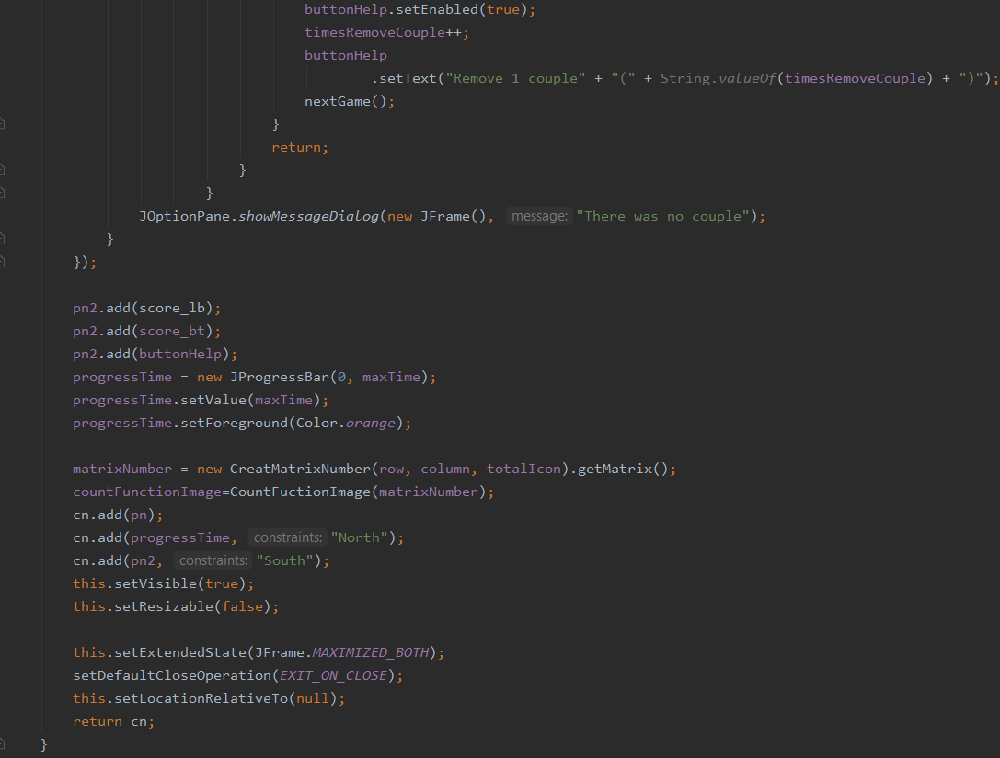 buttonHelp.setEnabled(true);
timesRemoveCouple++;
buttonHelp
.setText("Remove 1 couple" + "(" + String.valueOf(timesRemoveCouple) + ")");
nextGame();
}
return;
}
}
JOptionPane.showMessageDialog(new JFrame(), message: "There was no couple");
}
});
pn2.add(score_lb);
pn2.add(score_bt);
pn2.add(buttonHelp);
progressTime = new JProgressBar(0, maxTime);
progressTime.setValue(maxTime);
progressTime.setForeground(Color.orange);
matrixNumber = new CreatMatrixNumber(row, column, totalIcon).getMatrix();
countFunctionImage=CountFuctionImage(matrixNumber);
cn.add(pn);
cn.add(progressTime, constraints: "North");
cn.add(pn2, constraints: "South");
this.setVisible(true);
this.setResizable(false);
this.setExtendedState(JFrame.MAXIMIZED_BOTH);
setDefaultCloseOperation(EXIT_ON_CLOSE);
this.setLocationRelativeTo(null);
return cn;
}